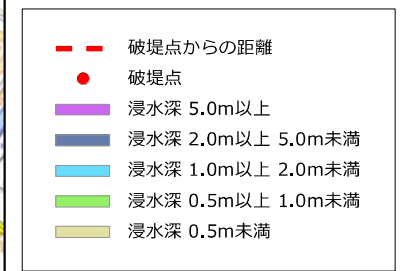 破堤点からの距離
破堤点
浸水深 5.0m以上
浸水深 2.0m以上 5.0m未満
浸水深 1.0m以上 2.0m未満
浸水深 0.5m以上 1.0m未満
浸水深 0.5m未満